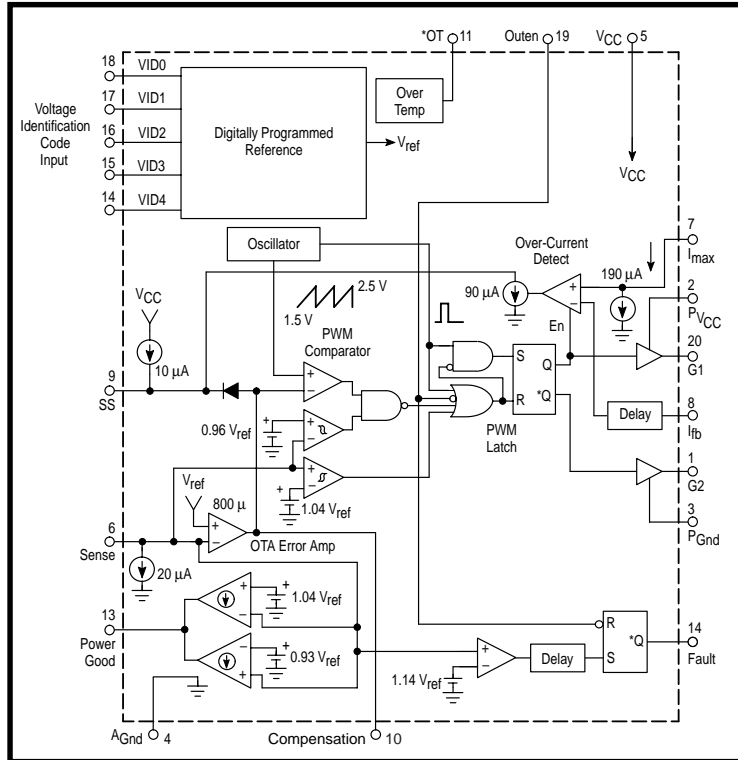 *OT 11
Outen 19
VCC 5
18 VID0
17 VID1
16 VID2
15 VID3
14 VID4
Voltage
Identification
Code
Input
Digitally Programmed
Reference
Vref
Over
Temp
VCC
Oscillator
Over-Current
Detect
7
Imax
90 µA
190 µA
2
PVCC
VCC
1.5 V
2.5 V
PWM
Comparator
En
20
G1
10 µA
9
SS
S
Q
R
*Q
PWM
Latch
Delay
8
Ifb
0.96 Vref
1
G2
Vref
1.04 Vref
800 µ
3
PGnd
6
Sense
OTA Error Amp
20 µA
1.04 Vref
13
Power
Good
0.93 Vref
R
*Q
S
14
Fault
Delay
1.14 Vref
AGnd 4
Compensation 10